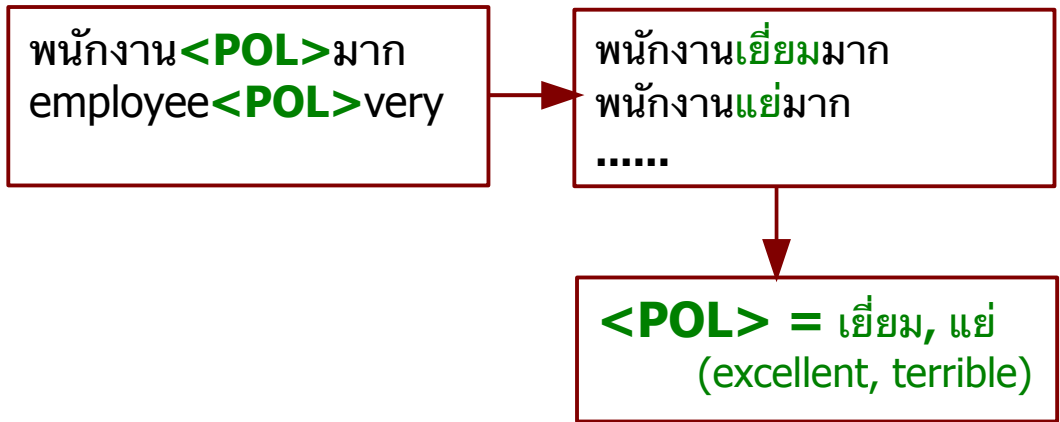 พนักงาน<POL>มาก
employee<POL>very
พนักงานเยี่ยมมาก
พนักงานแย่มาก
......
<POL> = เยี่ยม, แย่
(excellent, terrible)